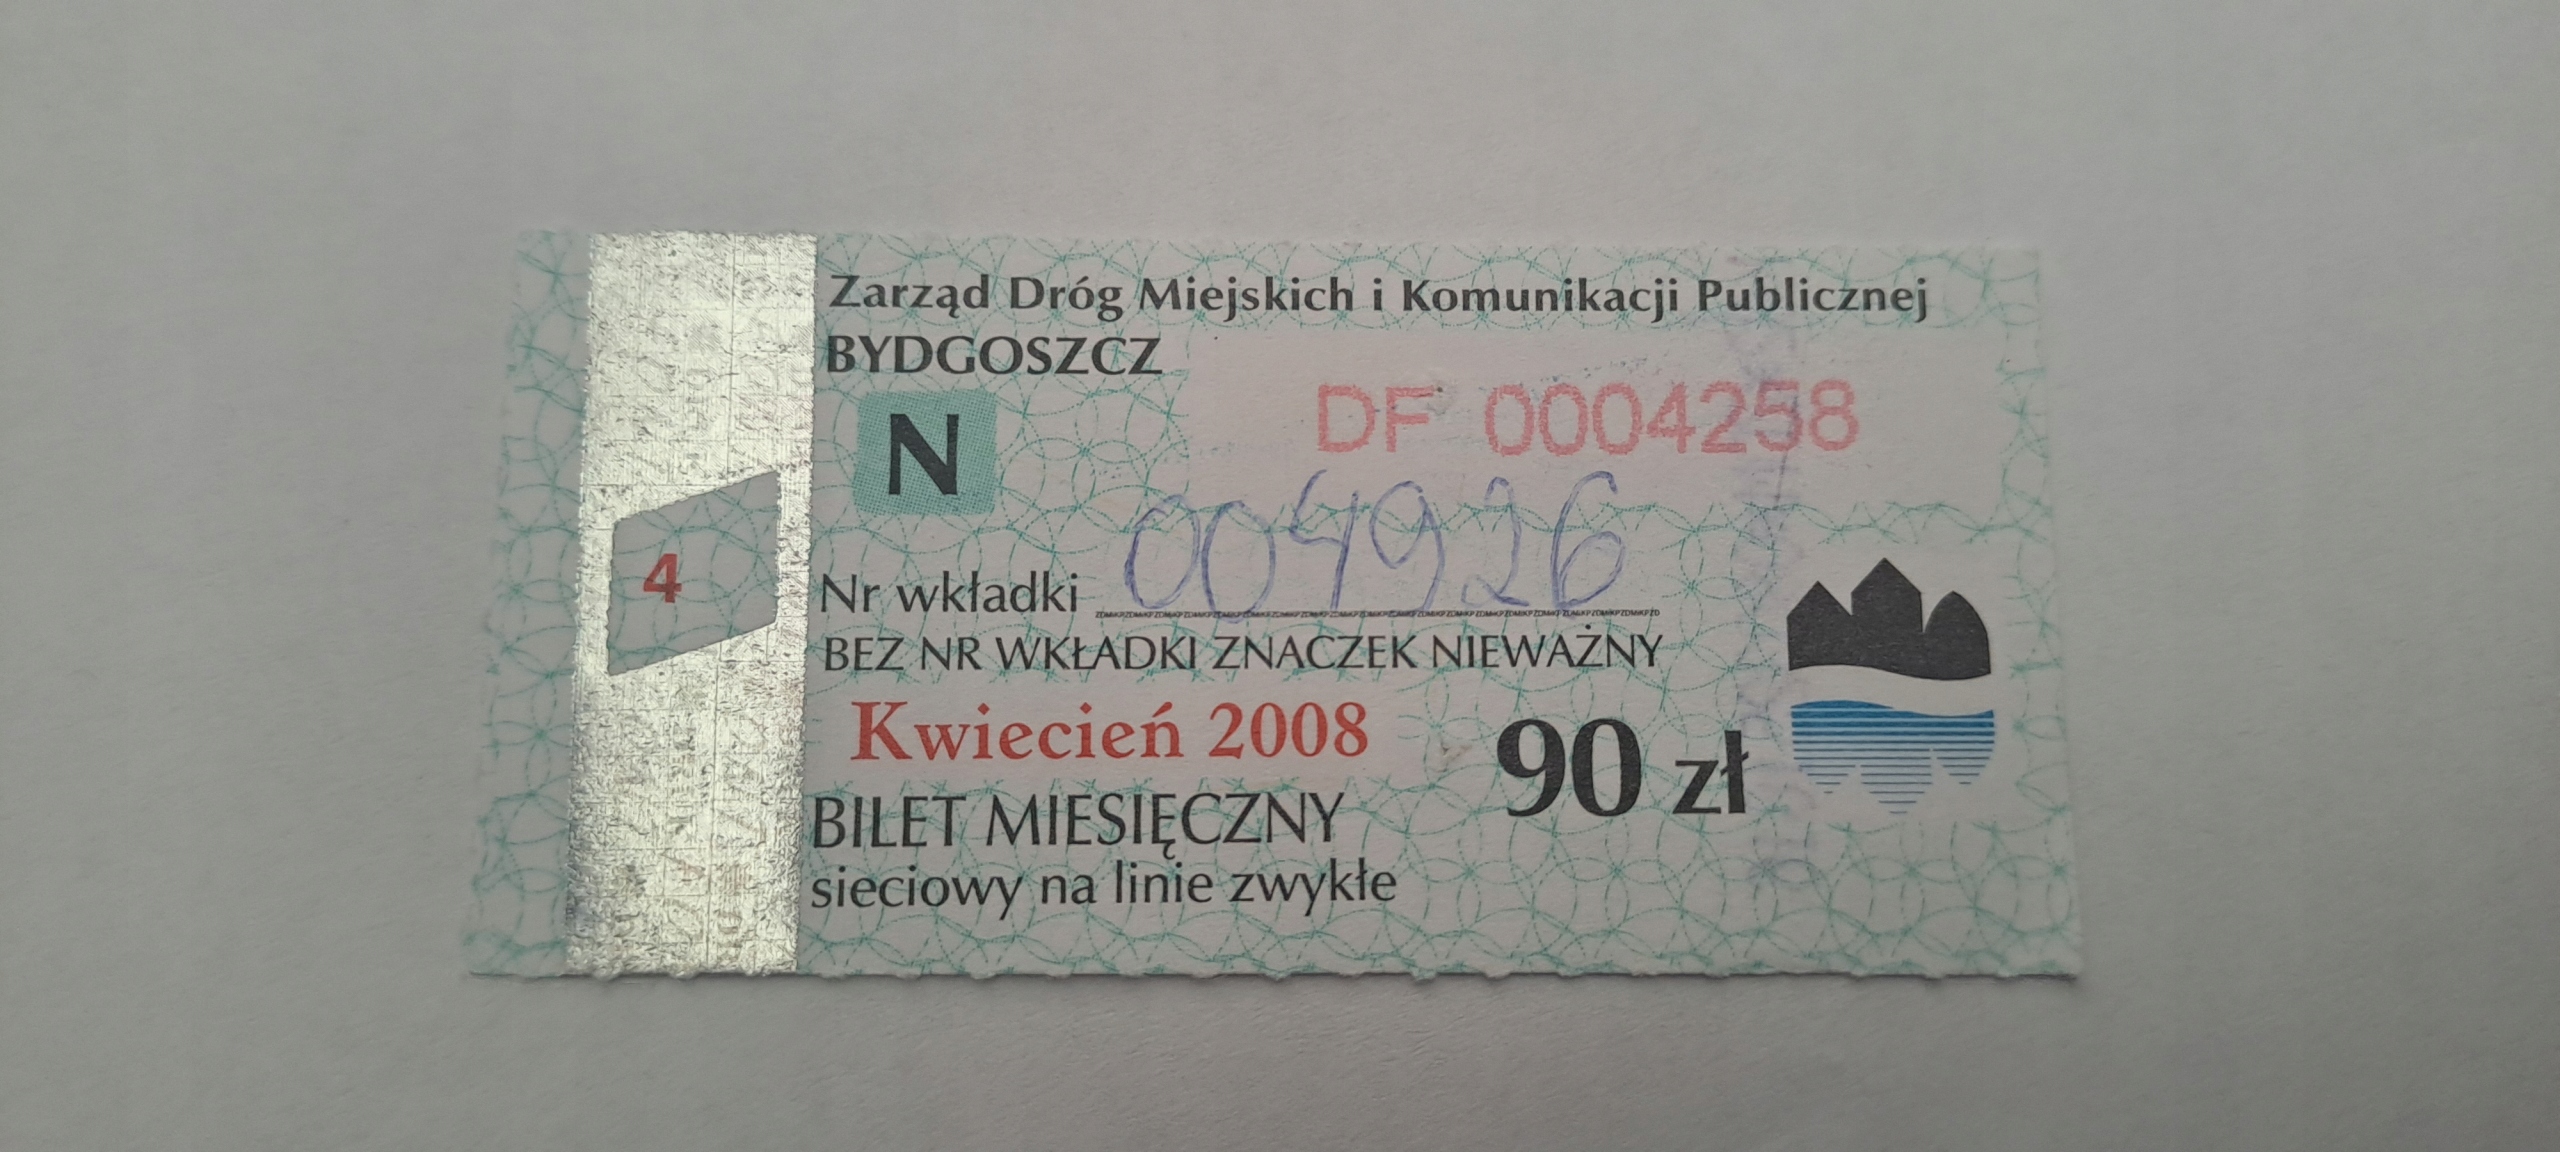 Zarząd Dróg Miejskich i Komunikacji Publicznej
BYDGOSZCZ
N
DF 0004258
4
Nr wkładki 004926
BEZ NR WKŁADKI ZNACZEK NIEWAŻNY
Kwiecień 2008
90 zł
BILET MIESIĘCZNY
sieciowy na linie zwykłe